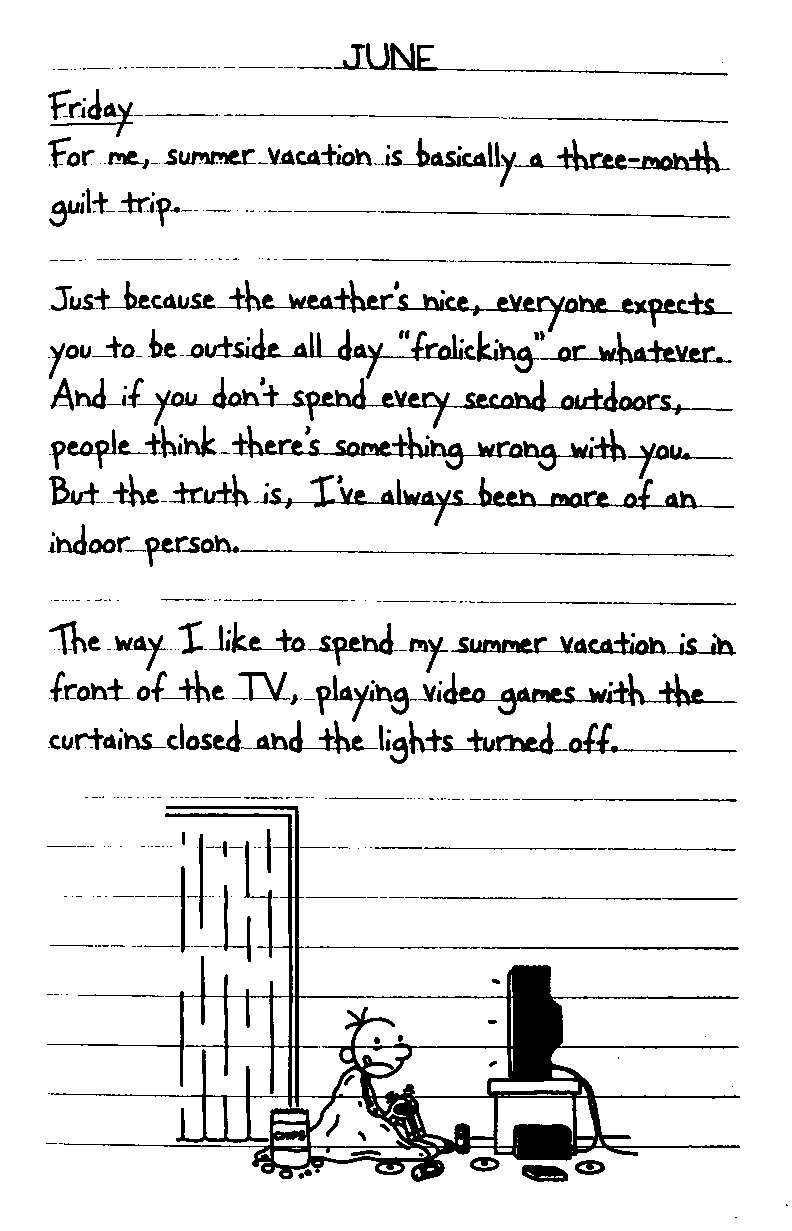 JUNE
Friday
For me, summer vacation is basically a three-month
guilt trip.
Just because the weather's nice, everyone expects
you to be outside all day "frolicking" or whatever.
And if you don't spend every second outdoors,
people think there's something wrong with you.
But the truth is, I've always been more of an
indoor person.
The way I like to spend my summer vacation is in
front of the TV, playing video games with the
curtains closed and the lights turned off.
CHIPS